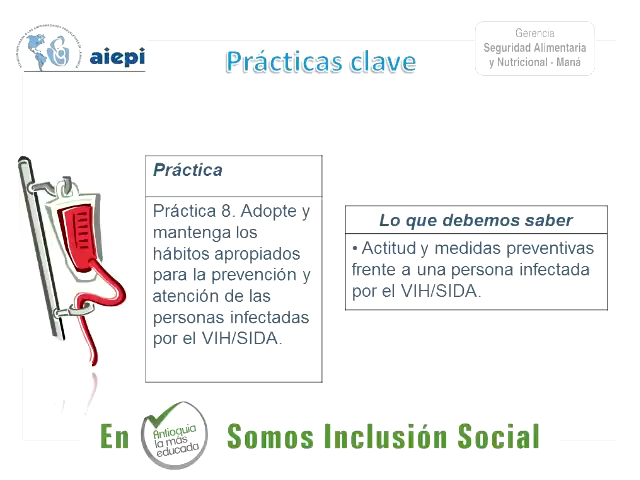 aiepi
Prácticas clave
Gerencia
Seguridad Alimentaria
y Nutricional - Maná
Práctica
Práctica 8. Adopte y
mantenga los
hábitos apropiados
para la prevención y
atención de las
personas infectadas
por el VIH/SIDA.
Lo que debemos saber
• Actitud y medidas preventivas
frente a una persona infectada
por el VIH/SIDA.
En
Antioquia
la más
educada
Somos Inclusión Social